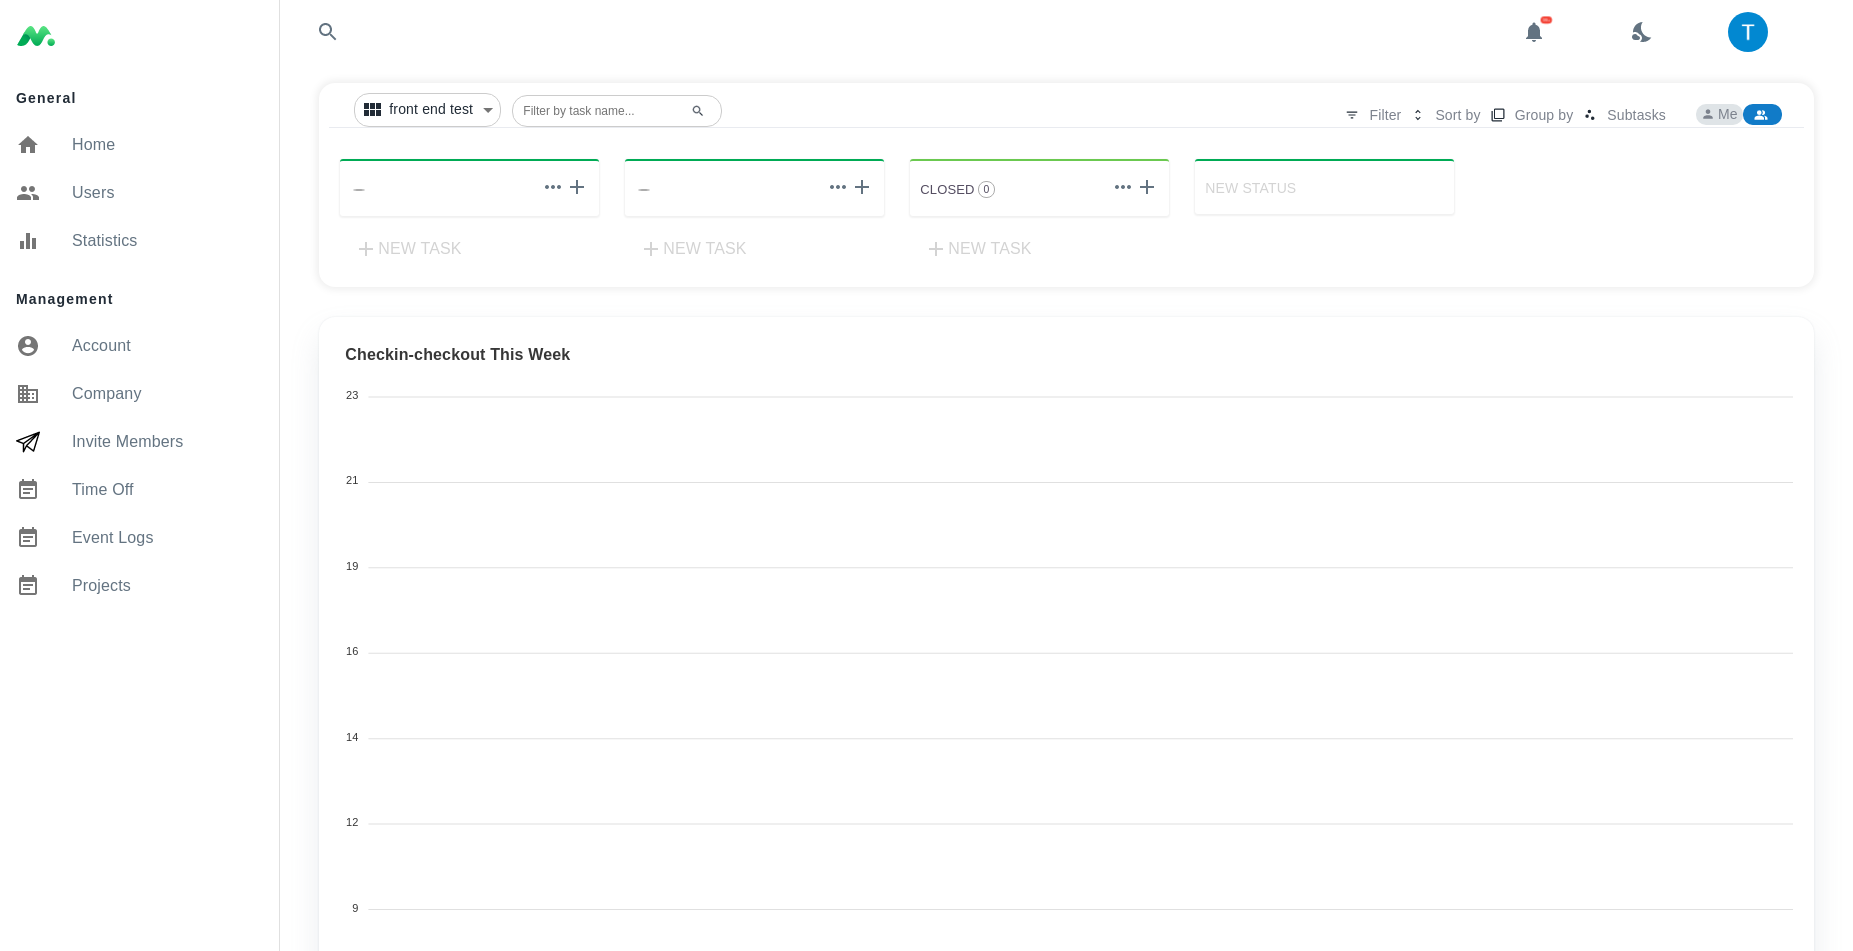 General
Home
Users
Statistics
Management
Account
Company
Invite Members
Time Off
Event Logs
Projects
T
front end test
Filter by task name...
Filter
Sort by
Group by
Subtasks
Me
CLOSED 0
NEW STATUS
NEW TASK
NEW TASK
NEW TASK
Checkin-checkout This Week
23
21
19
16
14
12
9